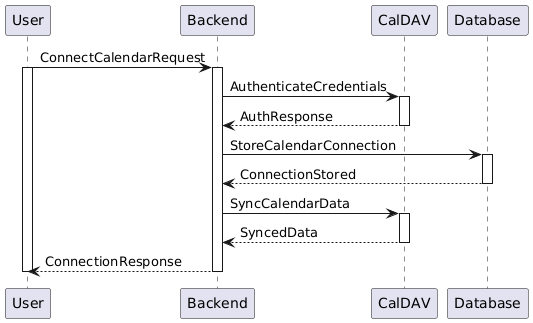 User Backend CalDAV Database
ConnectCalendarRequest
AuthenticateCredentials
AuthResponse
StoreCalendarConnection
ConnectionStored
SyncCalendarData
SyncedData
ConnectionResponse
User Backend CalDAV Database